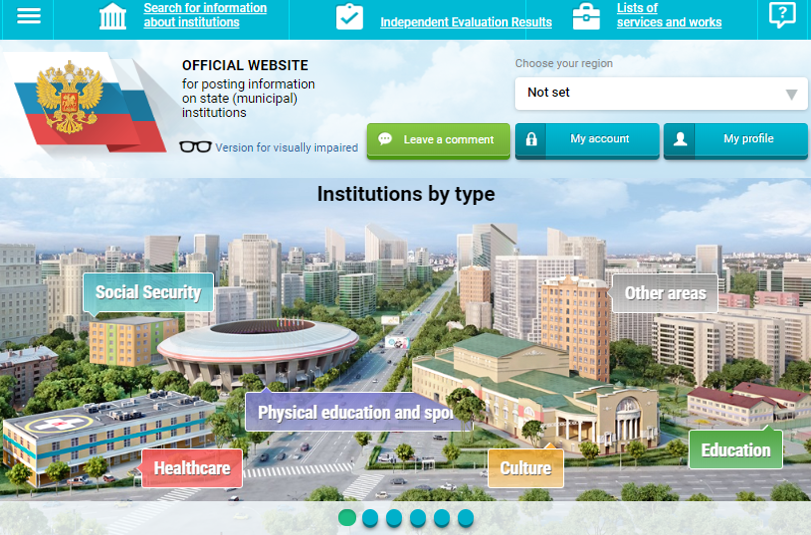 Search for information
about institutions
Independent Evaluation Results
Lists of
services and works
OFFICIAL WEBSITE
for posting information
on state (municipal)
institutions
Version for visually impaired
Choose your region
Not set
Leave a comment
My account
My profile
Institutions by type
Social Security
Other areas
Physical education and spor
Education
Healthcare
Culture